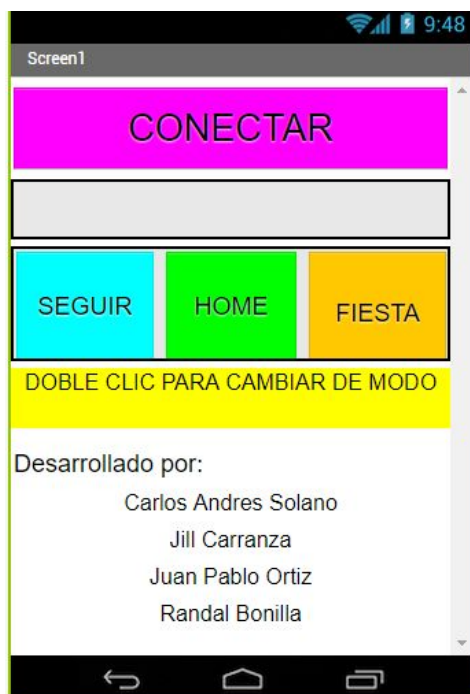 9:48
Screen1
CONECTAR
SEGUIR HOME FIESTA
DOBLE CLIC PARA CAMBIAR DE MODO
Desarrollado por:
Carlos Andres Solano
Jill Carranza
Juan Pablo Ortiz
Randal Bonilla